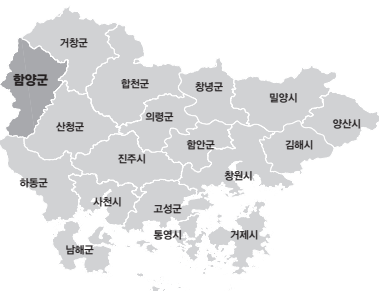 거창군
함양군
합천군
창녕군
밀양시
양산시
산청군
의령군
함안군
김해시
진주시
하동군
창원시
사천시
고성군
통영시
거제시
남해군